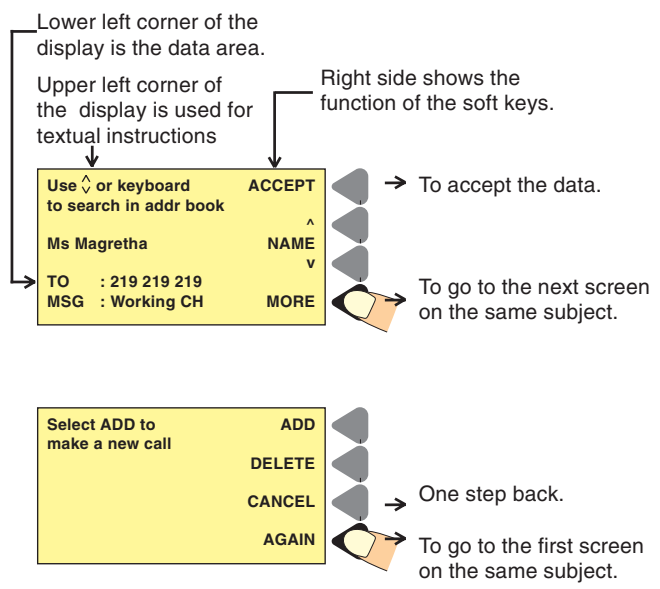 Lower left corner of the
display is the data area.
Upper left corner of
the display is used for
textual instructions
Right side shows the
function of the soft keys.
Use ^ v or keyboard
to search in addr book
ACCEPT
To accept the data.
^
Ms Magretha
NAME
v
TO : 219 219 219
MSG : Working CH
MORE
To go to the next screen
on the same subject.
Select ADD to
make a new call
ADD
DELETE
CANCEL
One step back.
AGAIN
To go to the first screen
on the same subject.